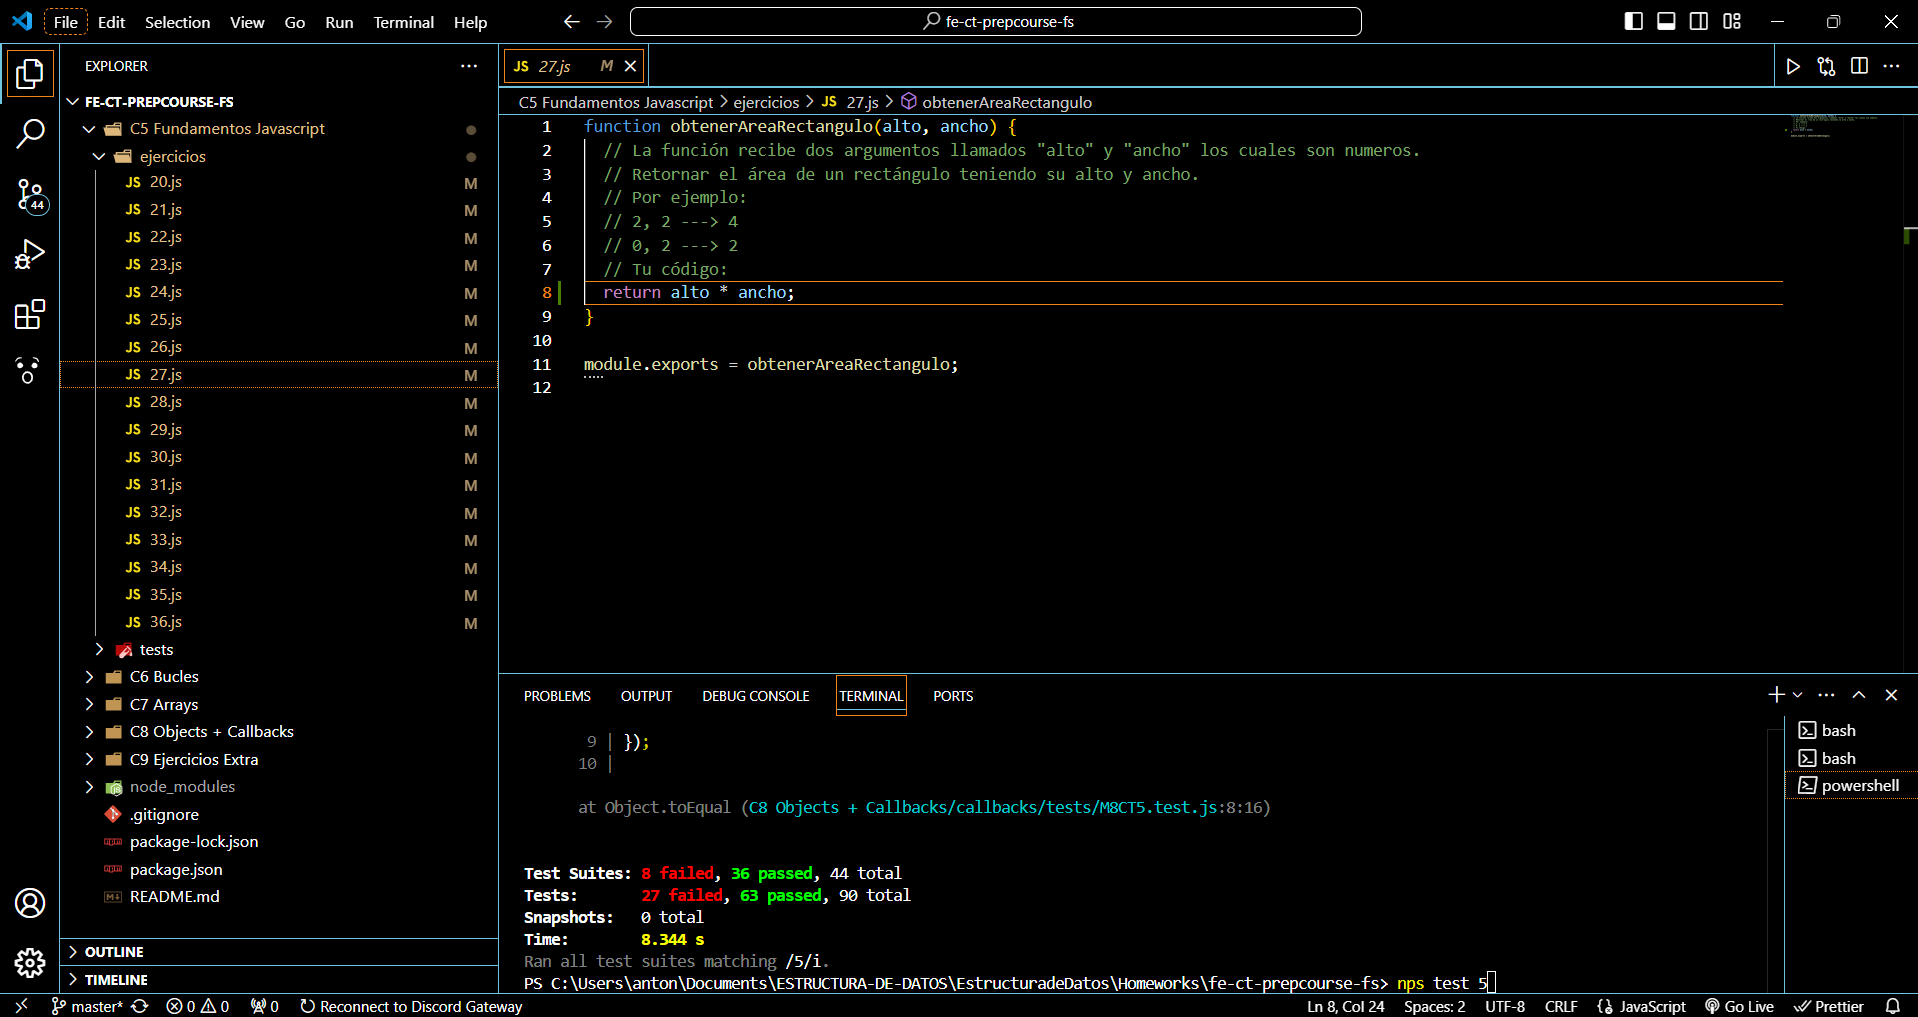 File Edit Selection View Go Run Terminal Help
fe-ct-prepcourse-fs
EXPLORER
FE-CT-PREPCOURSE-FS
C5 Fundamentos Javascript
ejercicios
JS 20.js M
JS 21.js M
JS 22.js M
JS 23.js M
JS 24.js M
JS 25.js M
JS 26.js M
JS 27.js M
JS 28.js M
JS 29.js M
JS 30.js M
JS 31.js M
JS 32.js M
JS 33.js M
JS 34.js M
JS 35.js M
JS 36.js M
tests
C6 Bucles
C7 Arrays
C8 Objects + Callbacks
C9 Ejercicios Extra
node_modules
.gitignore
package-lock.json
package.json
README.md
OUTLINE
TIMELINE
44
JS 27.js M
C5 Fundamentos Javascript > ejercicios > JS 27.js > obtenerAreaRectangulo
1 function obtenerAreaRectangulo(alto, ancho) {
2 // La función recibe dos argumentos llamados "alto" y "ancho" los cuales son numeros.
3 // Retornar el área de un rectángulo teniendo su alto y ancho.
4 // Por ejemplo:
5 // 2, 2 ---> 4
6 // 0, 2 ---> 2
7 // Tu código:
8 return alto * ancho;
9 }
10
11 module.exports = obtenerAreaRectangulo;
12
PROBLEMS OUTPUT DEBUG CONSOLE TERMINAL PORTS
9 | });
10 |
at Object.toEqual (C8 Objects + Callbacks/callbacks/tests/M8CT5.test.js:8:16)
Test Suites: 8 failed, 36 passed, 44 total
Tests: 27 failed, 63 passed, 90 total
Snapshots: 0 total
Time: 8.344 s
Ran all test suites matching /5/i.
PS C:\Users\anton\Documents\ESTRUCTURA-DE-DATOS\EstructuradeDatos\Homeworks\fe-ct-prepcourse-fs> nps test 5
bash
bash
powershell
master* 0 0 0 Reconnect to Discord Gateway Ln 8, Col 24 Spaces: 2 UTF-8 CRLF {} JavaScript Go Live Prettier